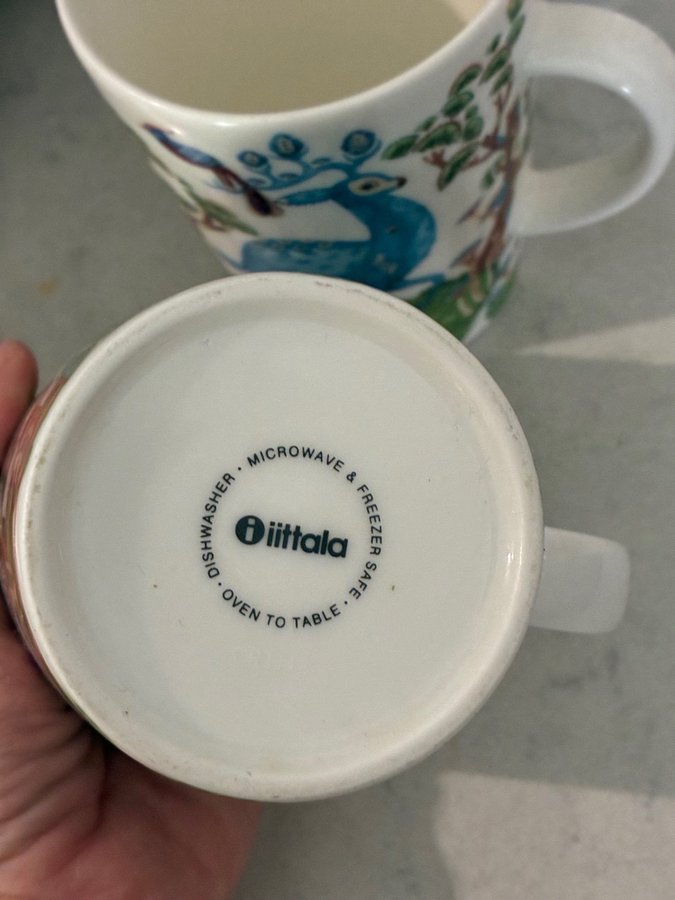 DISHWASHER · MICROWAVE & FREEZER SAFE · OVEN TO TABLE ·
i iittala